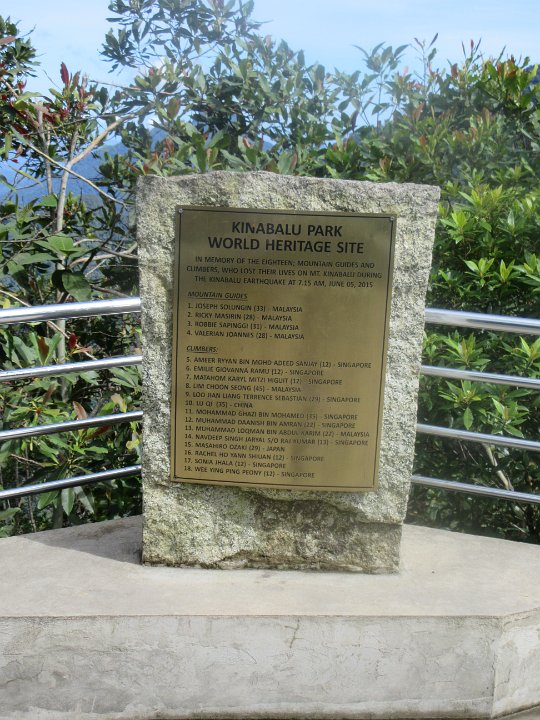 KINABALU PARK
WORLD HERITAGE SITE
IN MEMORY OF THE EIGHTEEN; MOUNTAIN GUIDES AND
CLIMBERS, WHO LOST THEIR LIVES ON MT. KINABALU DURING
THE KINABALU EARTHQUAKE AT 7.15 AM, JUNE 05, 2015
MOUNTAIN GUIDES
1. JOSEPH SOLUNGIN (33) - MALAYSIA
2. RICKY MASIRIN (28) - MALAYSIA
3. ROBBIE SAPINGGI (31) - MALAYSIA
4. VALERIAN JOANNIS (28) - MALAYSIA
CLIMBERS:
5. AMEER RYYAN BIN MOHD ADEED SANJAY (12) - SINGAPORE
6. EMILIE GIOVANNA RAMU (12) - SINGAPORE
7. MATAHOM KARYL MITZI HIGUIT (12) - SINGAPORE
8. LIM CHOON SEONG (45) - MALAYSIA
9. LOO JIAN LIANG TERRENCE SEBASTIAN (29) - SINGAPORE
10. LU QI (35) - CHINA
11. MOHAMMAD GHAZI BIN MOHAMED (35) - SINGAPORE
12. MUHAMMAD DAANISH BIN AMRAN (22) - SINGAPORE
13. MUHAMMAD LOQMAN BIN ABDUL KARIM (22) - MALAYSIA
14. NAVDEEP SINGH JARYAL S/O RAJ KUMAR (13) - SINGAPORE
15. MASAHIRO OZAKI (29) - JAPAN
16. RACHEL HO YANN SHIUAN (12) - SINGAPORE
17. SONIA JHALA (12) - SINGAPORE
18. WEE YING PING PEONY (12) - SINGAPORE